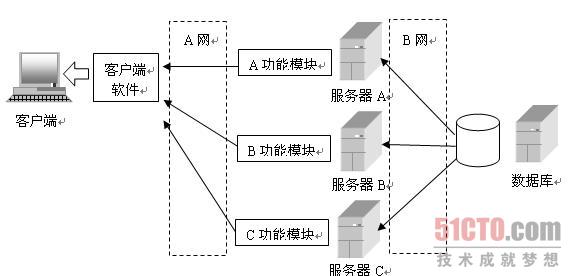 A 网
B 网
A 功能模块
服务器 A
客户端
软件
客户端
B 功能模块
服务器 B
数据库
C 功能模块
服务器 C
51CTO.com
技术成就梦想